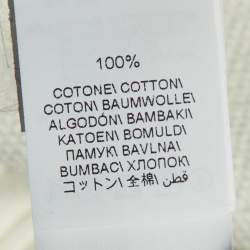 100%
COTONE\ COTTON\
COTON\ BAUMWOLLE\
ALGODÓN\ BAMBAKI\
KATOEN\ BOMULD\
ПАМУК\ BAVLNA\
BUMBAC\ ХЛОПОК\
コットン\ 全棉\ قطن